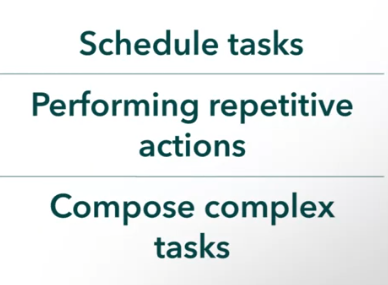 Schedule tasks
Performing repetitive
actions
Compose complex
tasks